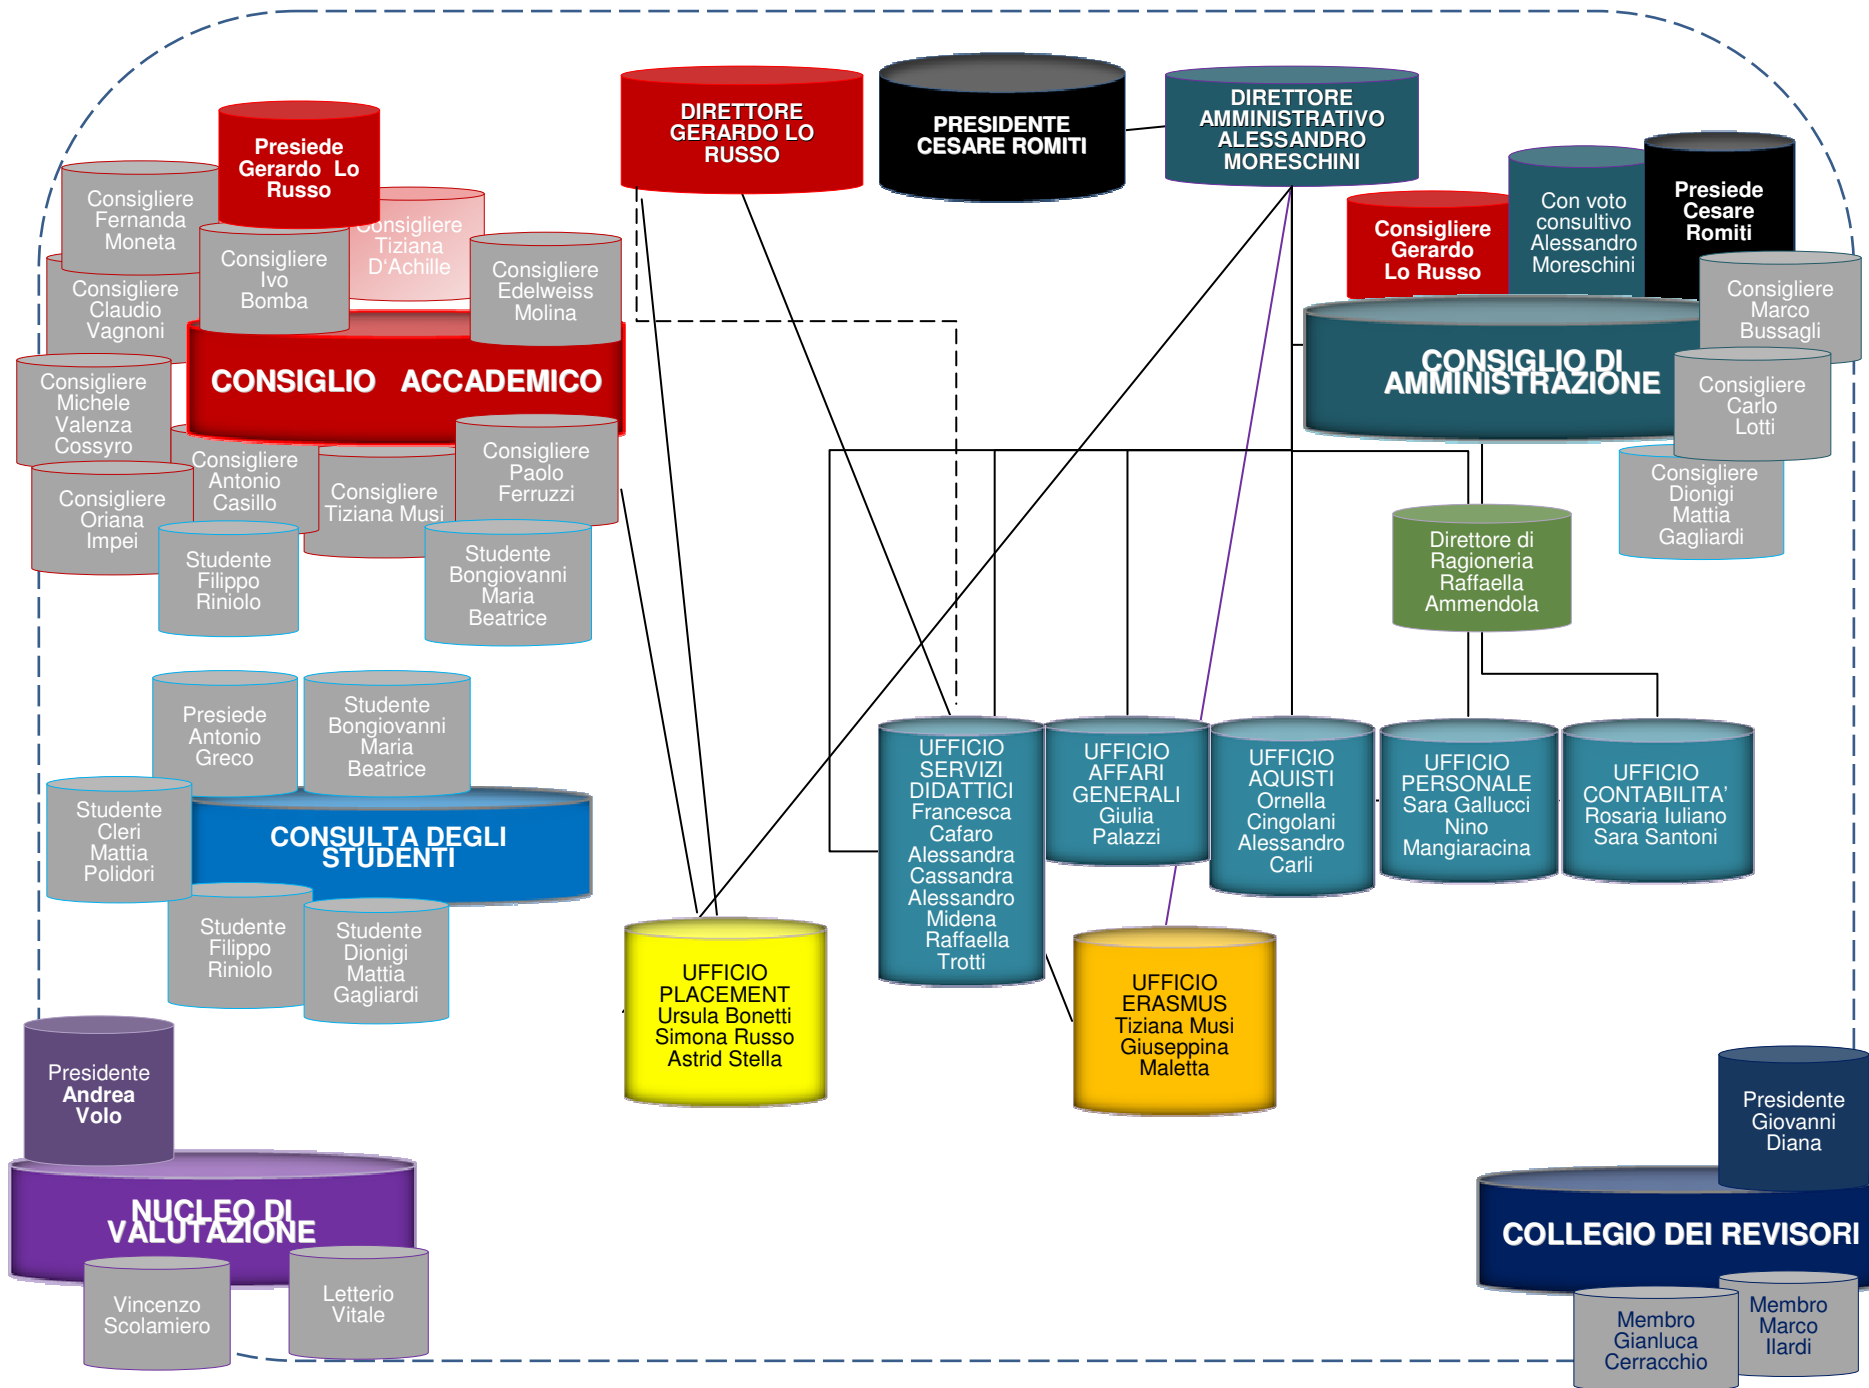 DIRETTORE
GERARDO LO
RUSSO
PRESIDENTE
CESARE ROMITI
DIRETTORE
AMMINISTRATIVO
ALESSANDRO
MORESCHINI
Presiede
Gerardo Lo
Russo
Consigliere
Fernanda
Moneta
Consigliere
Ivo
Bomba
Consigliere
Tiziana
D'Achille
Consigliere
Edelweiss
Molina
Consigliere
Claudio
Vagnoni
CONSIGLIO ACCADEMICO
Consigliere
Michele
Valenza
Cossyro
Consigliere
Antonio
Casillo
Consigliere
Tiziana Musi
Consigliere
Paolo
Ferruzzi
Consigliere
Oriana
Impei
Studente
Filippo
Riniolo
Studente
Bongiovanni
Maria
Beatrice
Consigliere
Gerardo
Lo Russo
Con voto
consultivo
Alessandro
Moreschini
Presiede
Cesare
Romiti
Consigliere
Marco
Bussagli
CONSIGLIO DI
AMMINISTRAZIONE
Consigliere
Carlo
Lotti
Consigliere
Dionigi
Mattia
Gagliardi
Direttore di
Ragioneria
Raffaella
Ammendola
Presiede
Antonio
Greco
Studente
Bongiovanni
Maria
Beatrice
Studente
Cleri
Mattia
Polidori
CONSULTA DEGLI
STUDENTI
Studente
Filippo
Riniolo
Studente
Dionigi
Mattia
Gagliardi
UFFICIO
SERVIZI
DIDATTICI
Francesca
Cafaro
Alessandra
Cassandra
Alessandro
Midena
Raffaella
Trotti
UFFICIO
AFFARI
GENERALI
Giulia
Palazzi
UFFICIO
AQUISTI
Ornella
Cingolani
Alessandro
Carli
UFFICIO
PERSONALE
Sara Gallucci
Nino
Mangiaracina
UFFICIO
CONTABILITA'
Rosaria Iuliano
Sara Santoni
UFFICIO
PLACEMENT
Ursula Bonetti
Simona Russo
Astrid Stella
UFFICIO
ERASMUS
Tiziana Musi
Giuseppina
Maletta
Presidente
Andrea
Volo
NUCLEO DI
VALUTAZIONE
Vincenzo
Scolamiero
Letterio
Vitale
Presidente
Giovanni
Diana
COLLEGIO DEI REVISORI
Membro
Gianluca
Cerracchio
Membro
Marco
Ilardi